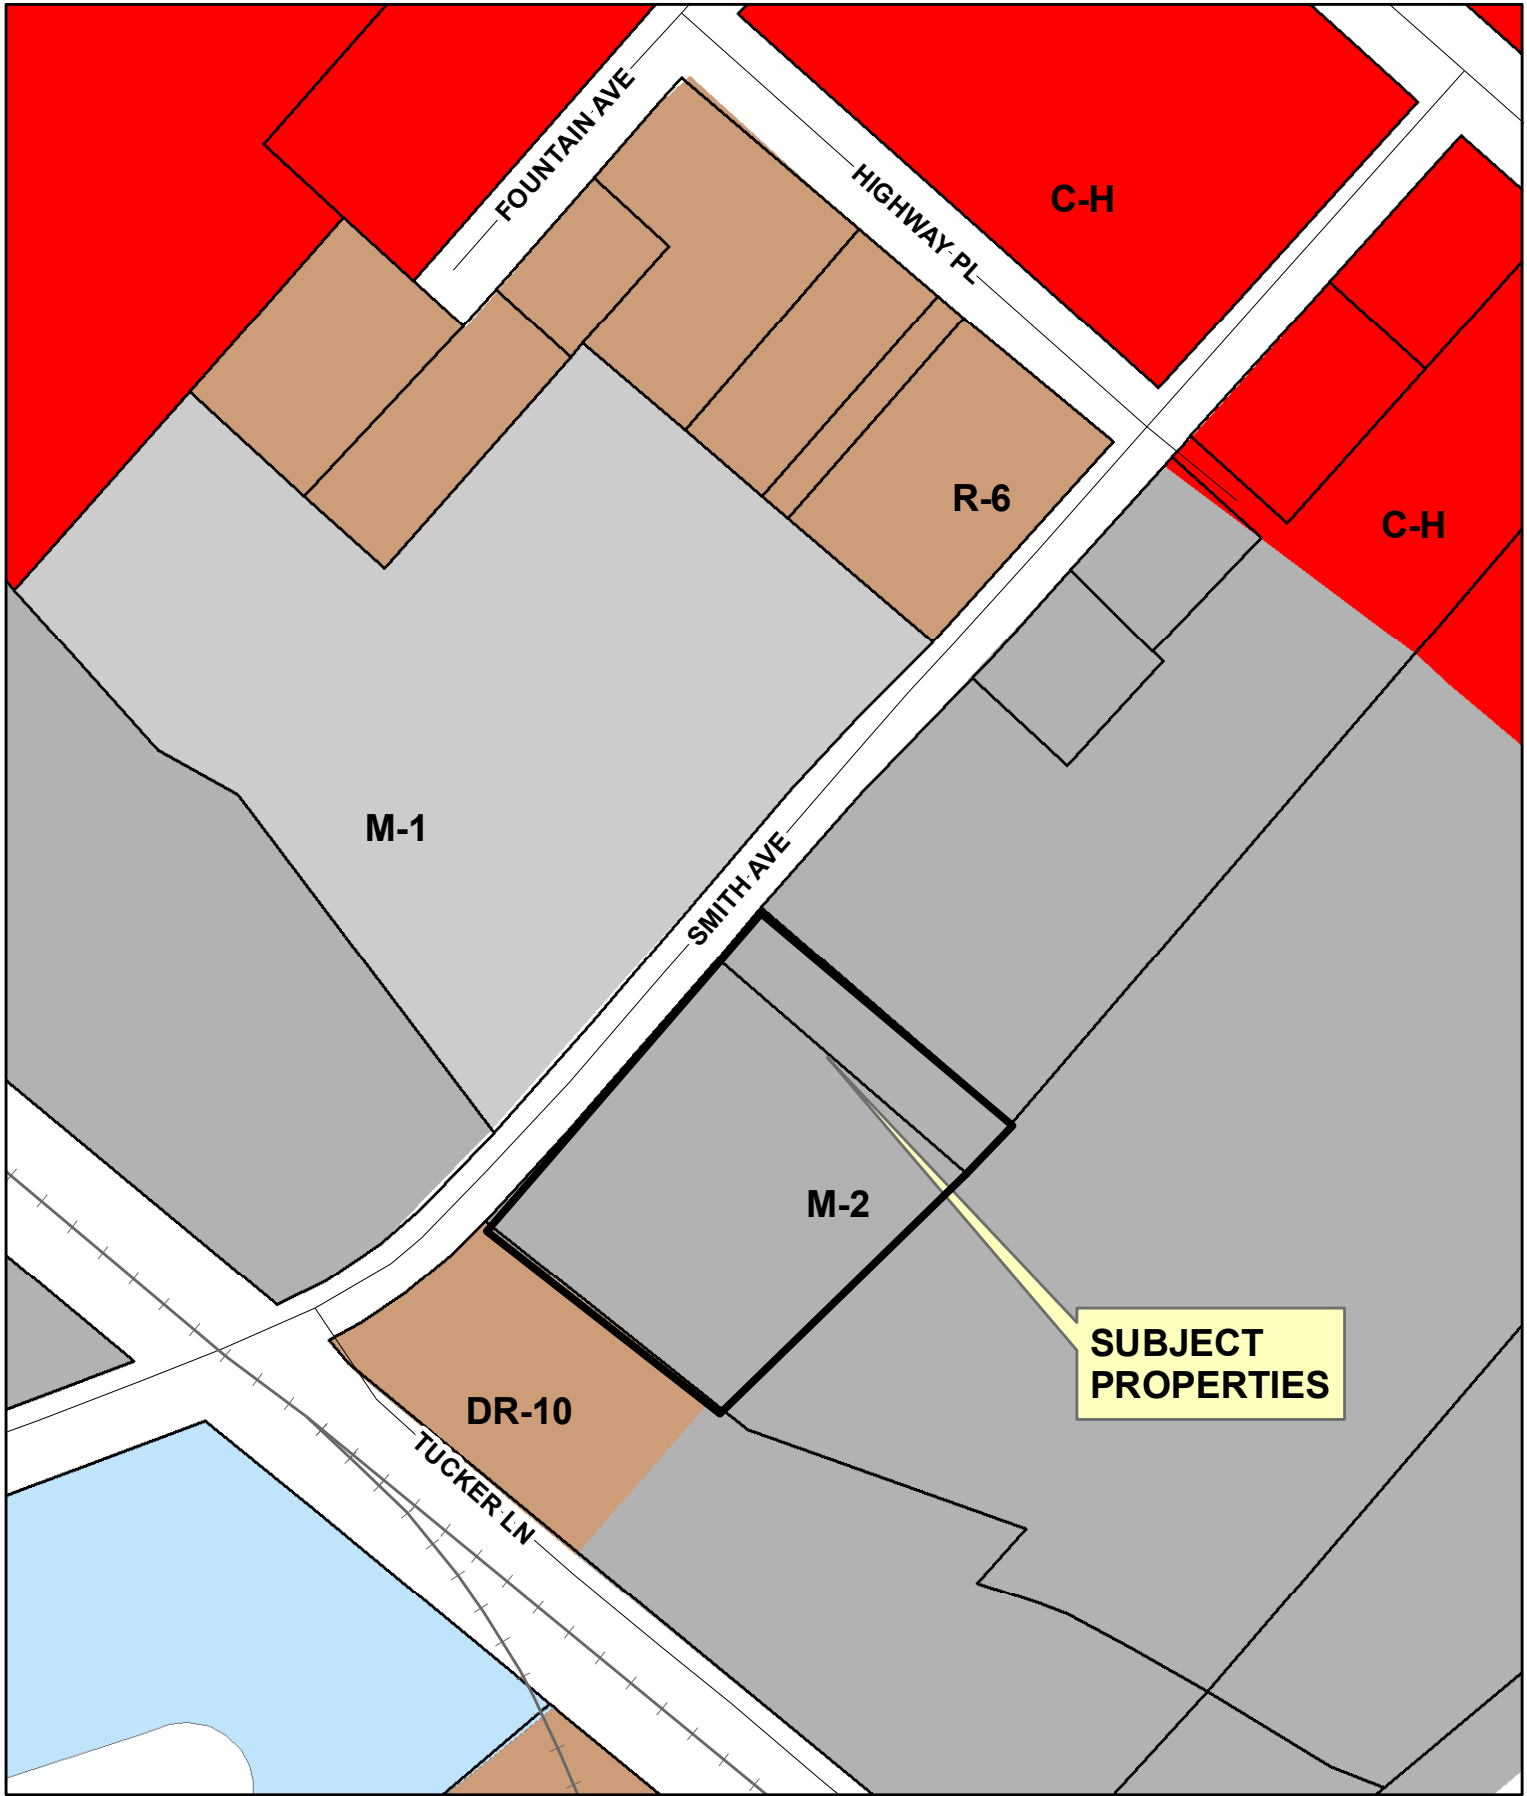 FOUNTAIN AVE
HIGHWAY PL
C-H
R-6
C-H
M-1
SMITH AVE
M-2
SUBJECT
PROPERTIES
DR-10
TUCKER LN